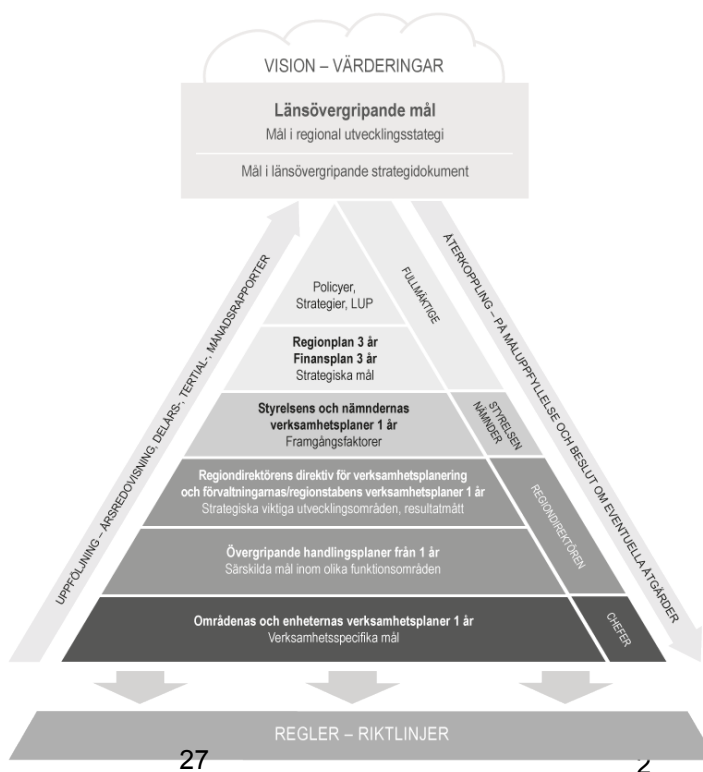 VISION – VÄRDERINGAR
Länsövergripande mål
Mål i regional utvecklingsstategi
Mål i länsövergripande strategidokument
UPPFÖLJNING – ÅRSREDOVISNING, DELÅRS-, TERTIAL-, MÅNADSRAPPORTER
ÅTERKOPPLING – PÅ MÅLUPPFYLLELSE OCH BESLUT OM EVENTUELLA ÅTGÄRDER
Policyer,
Strategier, LUP
FULLMÄKTIGE
Regionplan 3 år
Finansplan 3 år
Strategiska mål
Styrelsens och nämndernas
verksamhetsplaner 1 år
Framgångsfaktorer
STYRELSEN
NÄMNDER
Regiondirektörens direktiv för verksamhetsplanering
och förvaltningarnas/regionstabens verksamhetsplaner 1 år
Strategiska viktiga utvecklingsområden, resultatmått
REGIONDIREKTÖREN
Övergripande handlingsplaner från 1 år
Särskilda mål inom olika funktionsområden
Områdenas och enheternas verksamhetsplaner 1 år
Verksamhetsspecifika mål
CHEFER
REGLER – RIKTLINJER
27
2